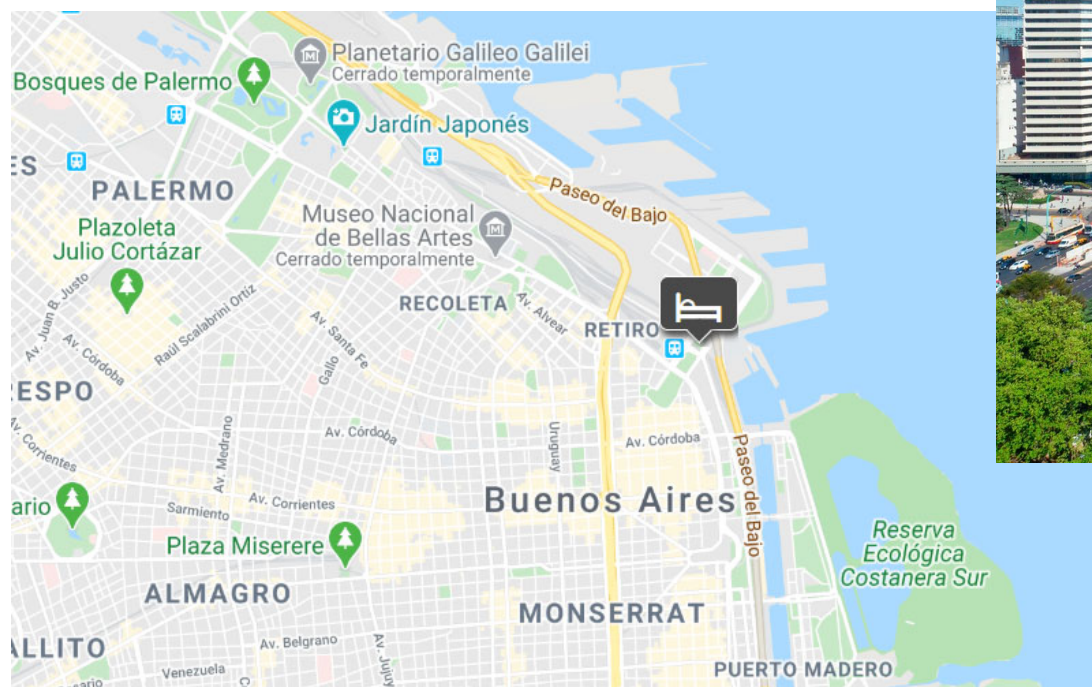 Planetario Galileo Galilei
Cerrado temporalmente
Bosques de Palermo
Jardín Japonés
ES
PALERMO
Paseo del Bajo
Museo Nacional
de Bellas Artes
Cerrado temporalmente
Plazoleta
Julio Cortázar
RECOLETA
Av. Alvear
RETIRO
Av. Juan B. Justo
Raúl Scalabrini Ortiz
Av. Santa Fe
Gallo
Av. Córdoba
ESPO
Av. Corrientes
Av. Medrano
Av. Córdoba
Uruguay
Av. Córdoba
Paseo del Bajo
Buenos Aires
ario
Av. Corrientes
Sarmiento
Plaza Miserere
Reserva
Ecológica
Costanera Sur
ALMAGRO
MONSERRAT
ALLITO
Av. Belgrano
Av. Jujuy
Venezuela
PUERTO MADERO
sario